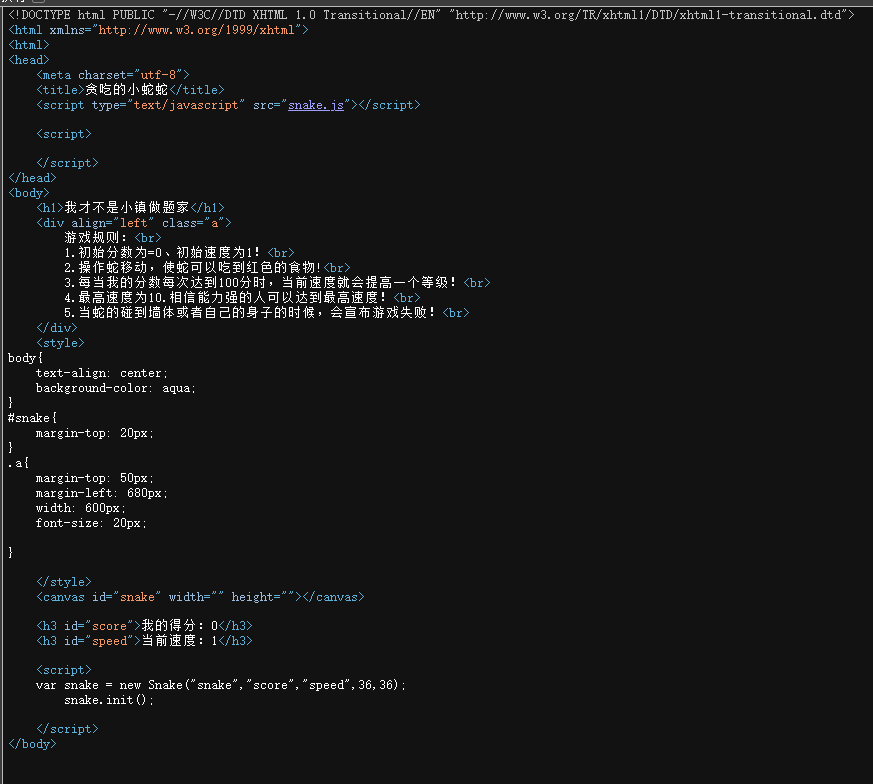 <!DOCTYPE html PUBLIC "-//W3C//DTD XHTML 1.0 Transitional//EN" "http://www.w3.org/TR/xhtml1/DTD/xhtml1-transitional.dtd">
<html xmlns="http://www.w3.org/1999/xhtml">
<html>
<head>
    <meta charset="utf-8">
    <title>贪吃的小蛇蛇</title>
    <script type="text/javascript" src="snake.js"></script>
    <script>
    </script>
</head>
<body>
    <h1>我才不是小镇做题家</h1>
    <div align="left" class="a">
        游戏规则：<br>
        1.初始分数为=0、初始速度为1！<br>
        2.操作蛇移动，使蛇可以吃到红色的食物!<br>
        3.每当我的分数每次达到100分时，当前速度就会提高一个等级！<br>
        4.最高速度为10.相信能力强的人可以达到最高速度！<br>
        5.当蛇的碰到墙体或者自己的身子的时候，会宣布游戏失败！<br>
    </div>
    <style>
body{
    text-align: center;
    background-color: aqua;
}
#snake{
    margin-top: 20px;
}
.a{
    margin-top: 50px;
    margin-left: 680px;
    width: 600px;
    font-size: 20px;
}
    </style>
    <canvas id="snake" width="" height=""></canvas>
    <h3 id="score">我的得分：0</h3>
    <h3 id="speed">当前速度：1</h3>
    <script>
    var snake = new Snake("snake","score","speed",36,36);
        snake.init();
    </script>
</body>